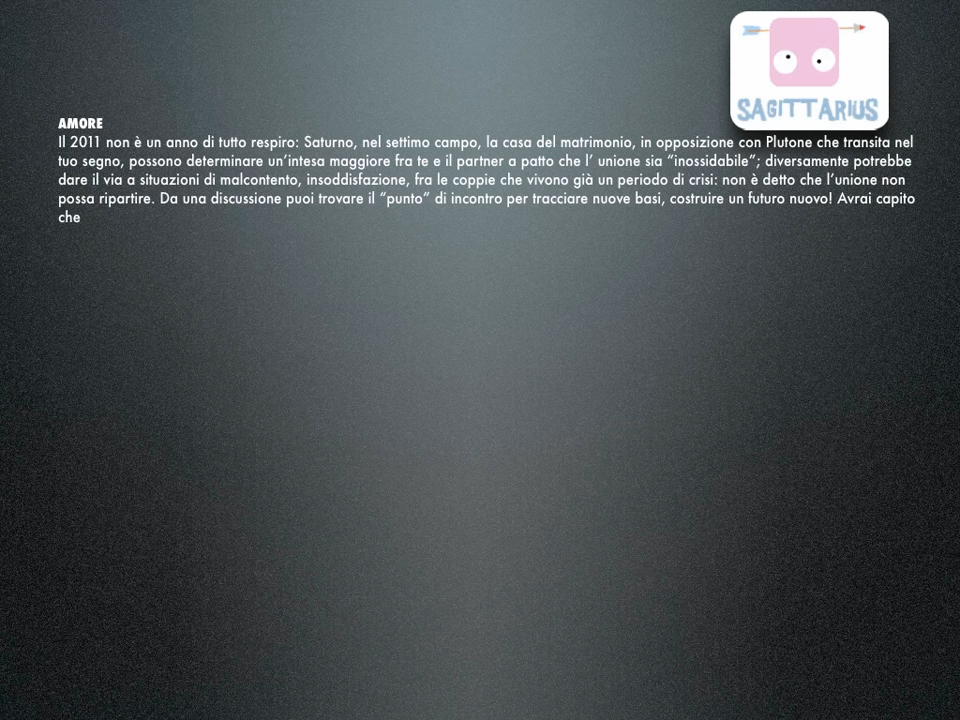 SAGITTARIUS
AMORE
Il 2011 non è un anno di tutto respiro: Saturno, nel settimo campo, la casa del matrimonio, in opposizione con Plutone che transita nel
tuo segno, possono determinare un’intesa maggiore fra te e il partner a patto che l’ unione sia “inossidabile”; diversamente potrebbe
dare il via a situazioni di malcontento, insoddisfazione, fra le coppie che vivono già un periodo di crisi: non è detto che l’unione non
possa ripartire. Da una discussione puoi trovare il “punto” di incontro per tracciare nuove basi, costruire un futuro nuovo! Avrai capito
che